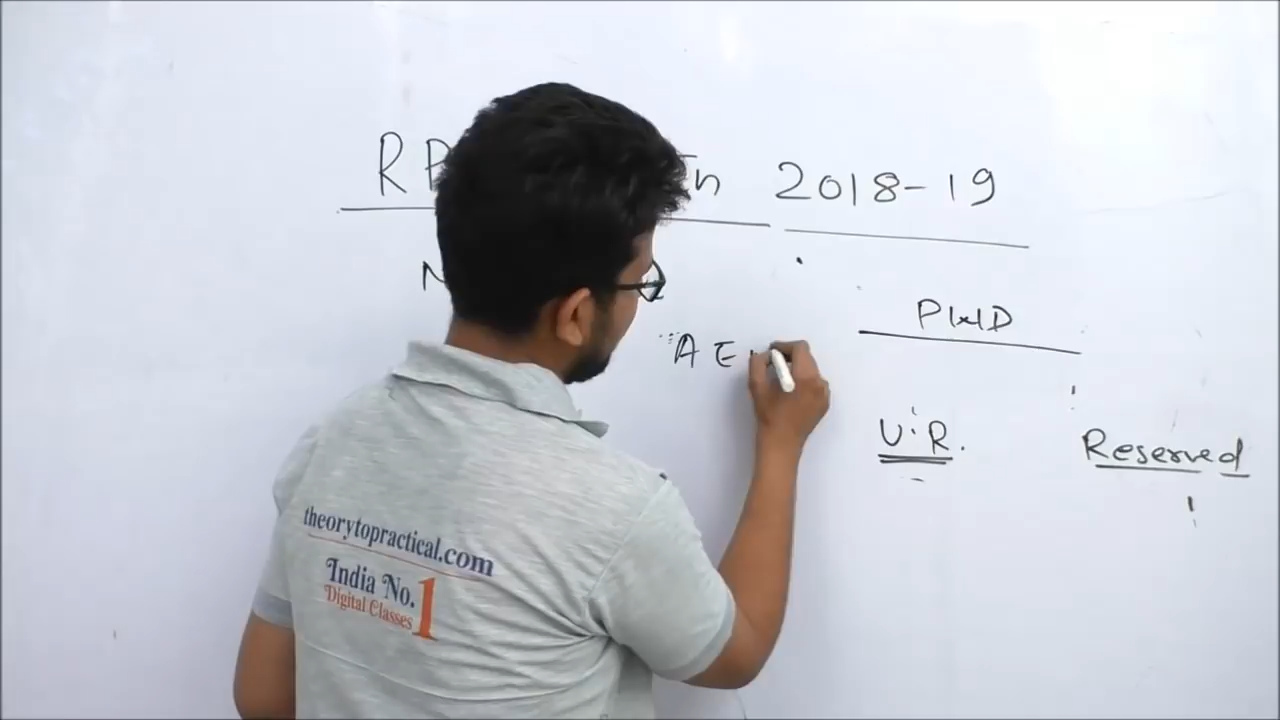 2018-19
PWD
A E
U.R.
Reserved
theorytopractical.com
India No. 1
Digital Classes